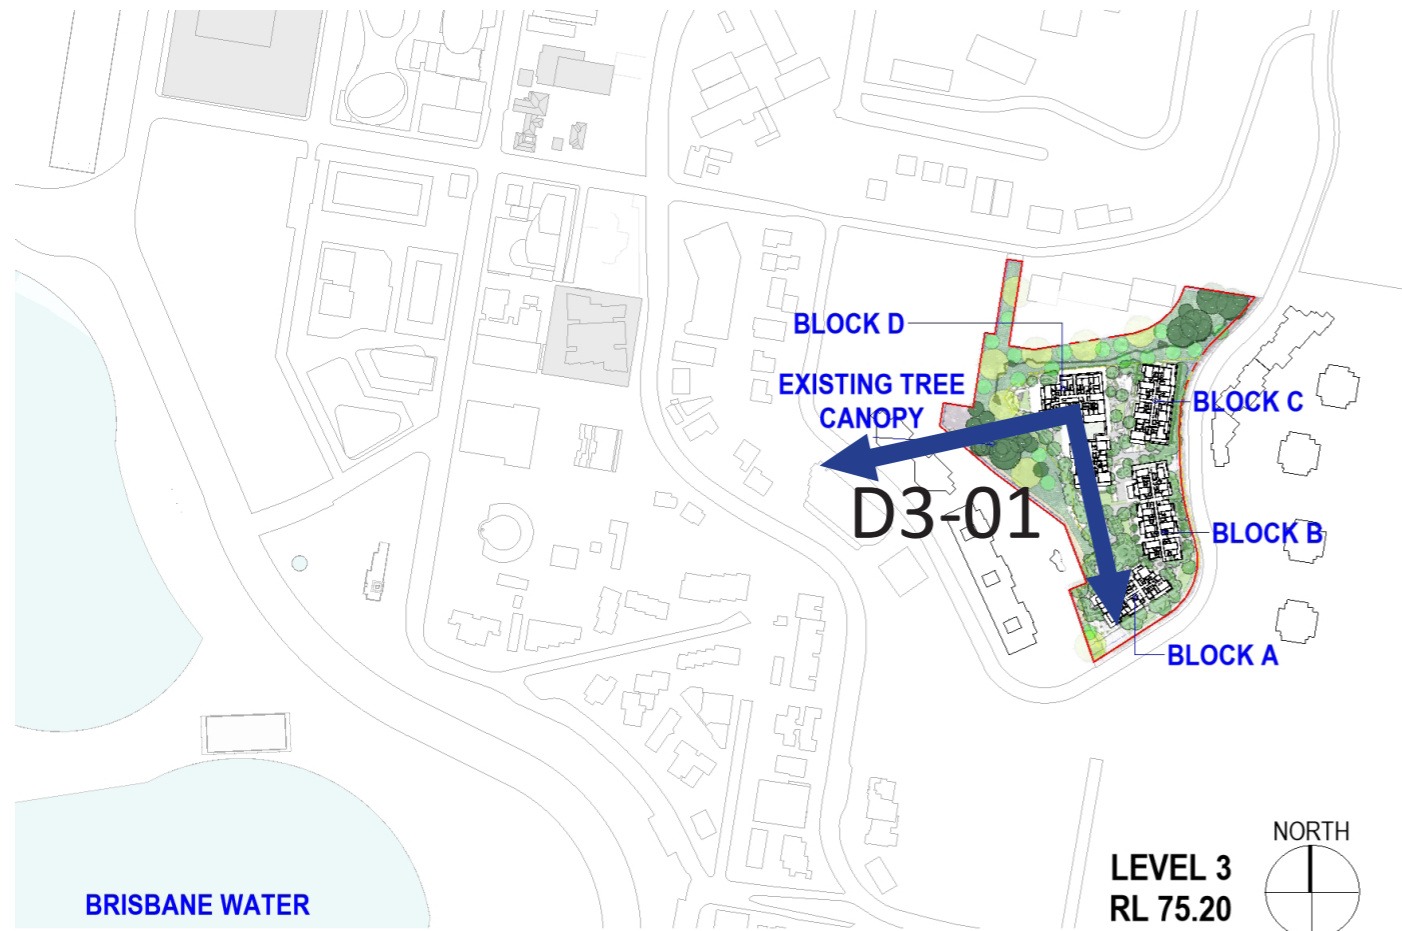 BLOCK D
EXISTING TREE
CANOPY
BLOCK C
D3-01
BLOCK B
BLOCK A
NORTH
LEVEL 3
RL 75.20
BRISBANE WATER